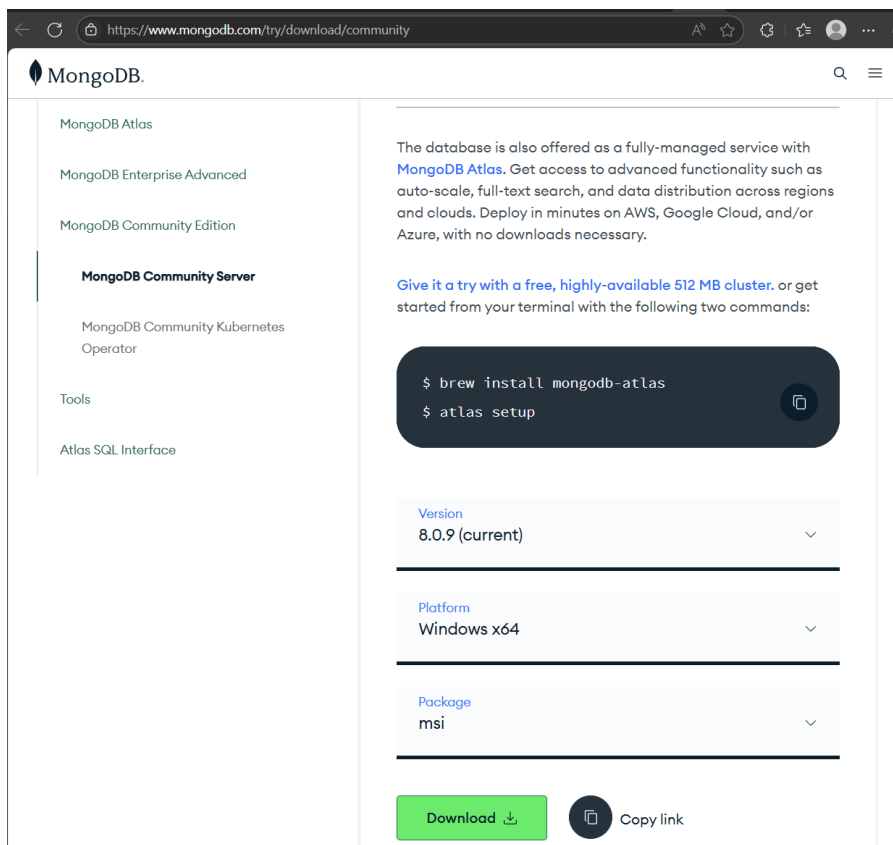 https://www.mongodb.com/try/download/community
MongoDB.
MongoDB Atlas
MongoDB Enterprise Advanced
MongoDB Community Edition
MongoDB Community Server
MongoDB Community Kubernetes
Operator
Tools
Atlas SQL Interface
The database is also offered as a fully-managed service with
MongoDB Atlas. Get access to advanced functionality such as
auto-scale, full-text search, and data distribution across regions
and clouds. Deploy in minutes on AWS, Google Cloud, and/or
Azure, with no downloads necessary.
Give it a try with a free, highly-available 512 MB cluster. or get
started from your terminal with the following two commands:
$ brew install mongodb-atlas
$ atlas setup
Version
8.0.9 (current)
Platform
Windows x64
Package
msi
Download
Copy link